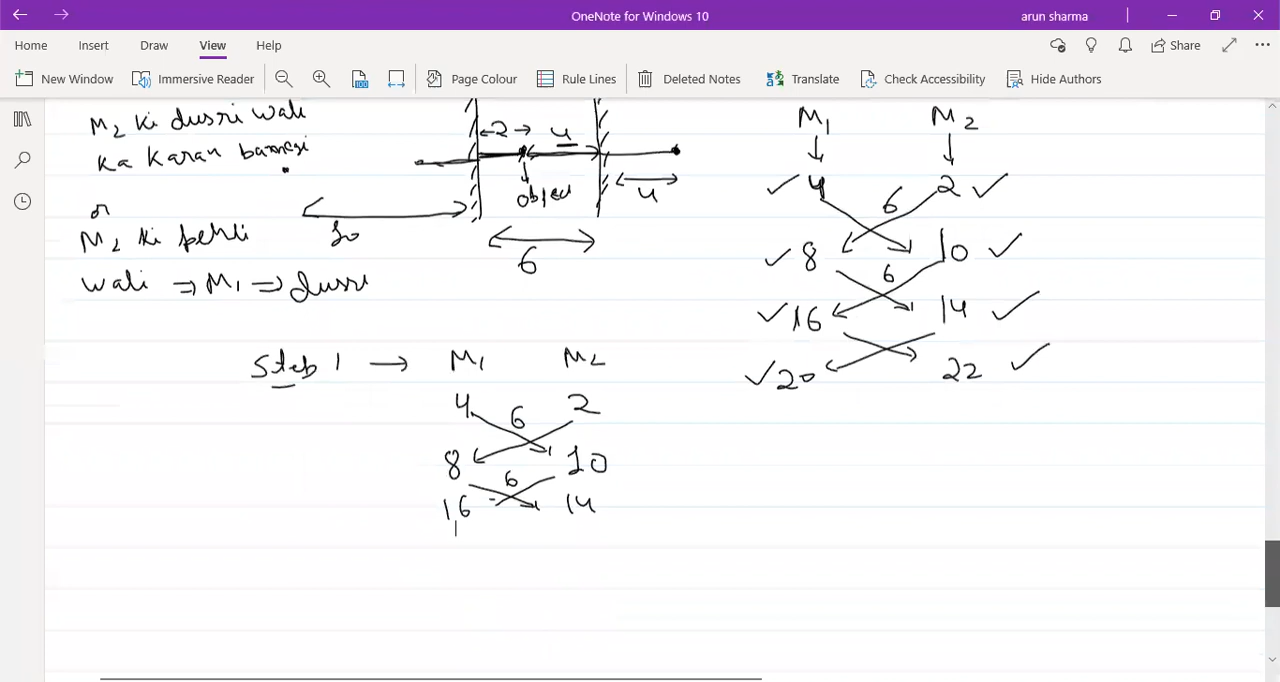 OneNote for Windows 10
arun sharma
Home Insert Draw View Help
Share
New Window Immersive Reader Page Colour Rule Lines Deleted Notes Translate Check Accessibility Hide Authors
M2 ki dusri wali
ka karan banegi
or
M2 ki pehli
wali ⇒ M1 ⇒ dusri
2 4
object
4
10
6
M1 M2
4 2
6
8 10
6
16 14
20 22
Steb 1 → M1 M2
4 2
6
8 10
6
16 14